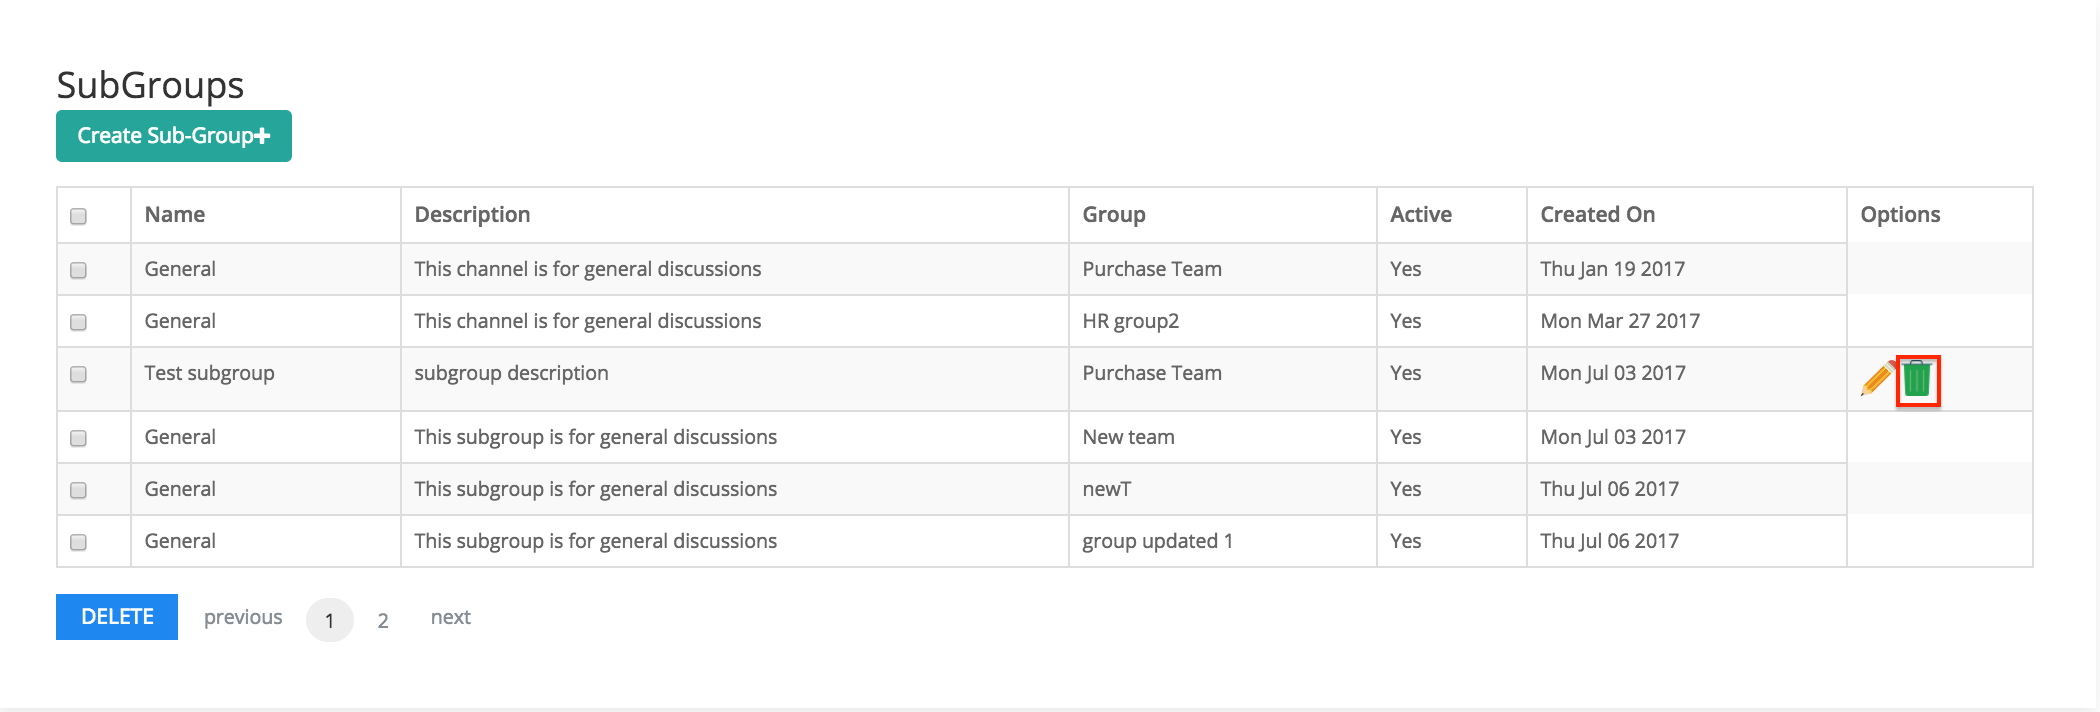 SubGroups
Create Sub-Group+
Name Description Group Active Created On Options
General This channel is for general discussions Purchase Team Yes Thu Jan 19 2017
General This channel is for general discussions HR group2 Yes Mon Mar 27 2017
Test subgroup subgroup description Purchase Team Yes Mon Jul 03 2017
General This subgroup is for general discussions New team Yes Mon Jul 03 2017
General This subgroup is for general discussions newT Yes Thu Jul 06 2017
General This subgroup is for general discussions group updated 1 Yes Thu Jul 06 2017
DELETE previous 1 2 next